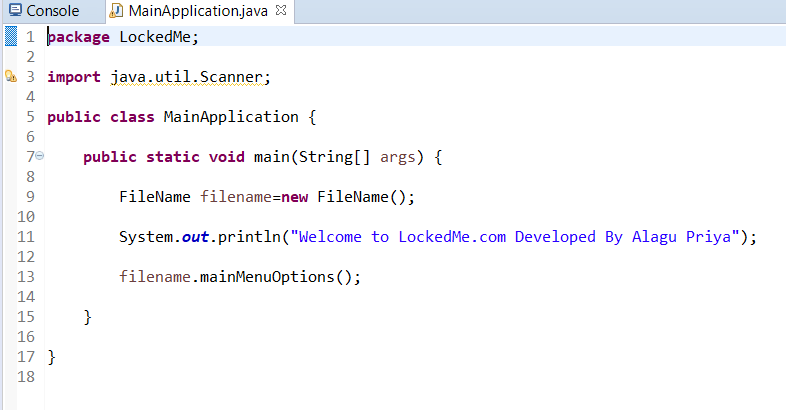 Console MainApplication.java
1 package LockedMe;
2
3 import java.util.Scanner;
4
5 public class MainApplication {
6
7 public static void main(String[] args) {
8
9 FileName filename=new FileName();
10
11 System.out.println("Welcome to LockedMe.com Developed By Alagu Priya");
12
13 filename.mainMenuOptions();
14
15 }
16
17 }
18